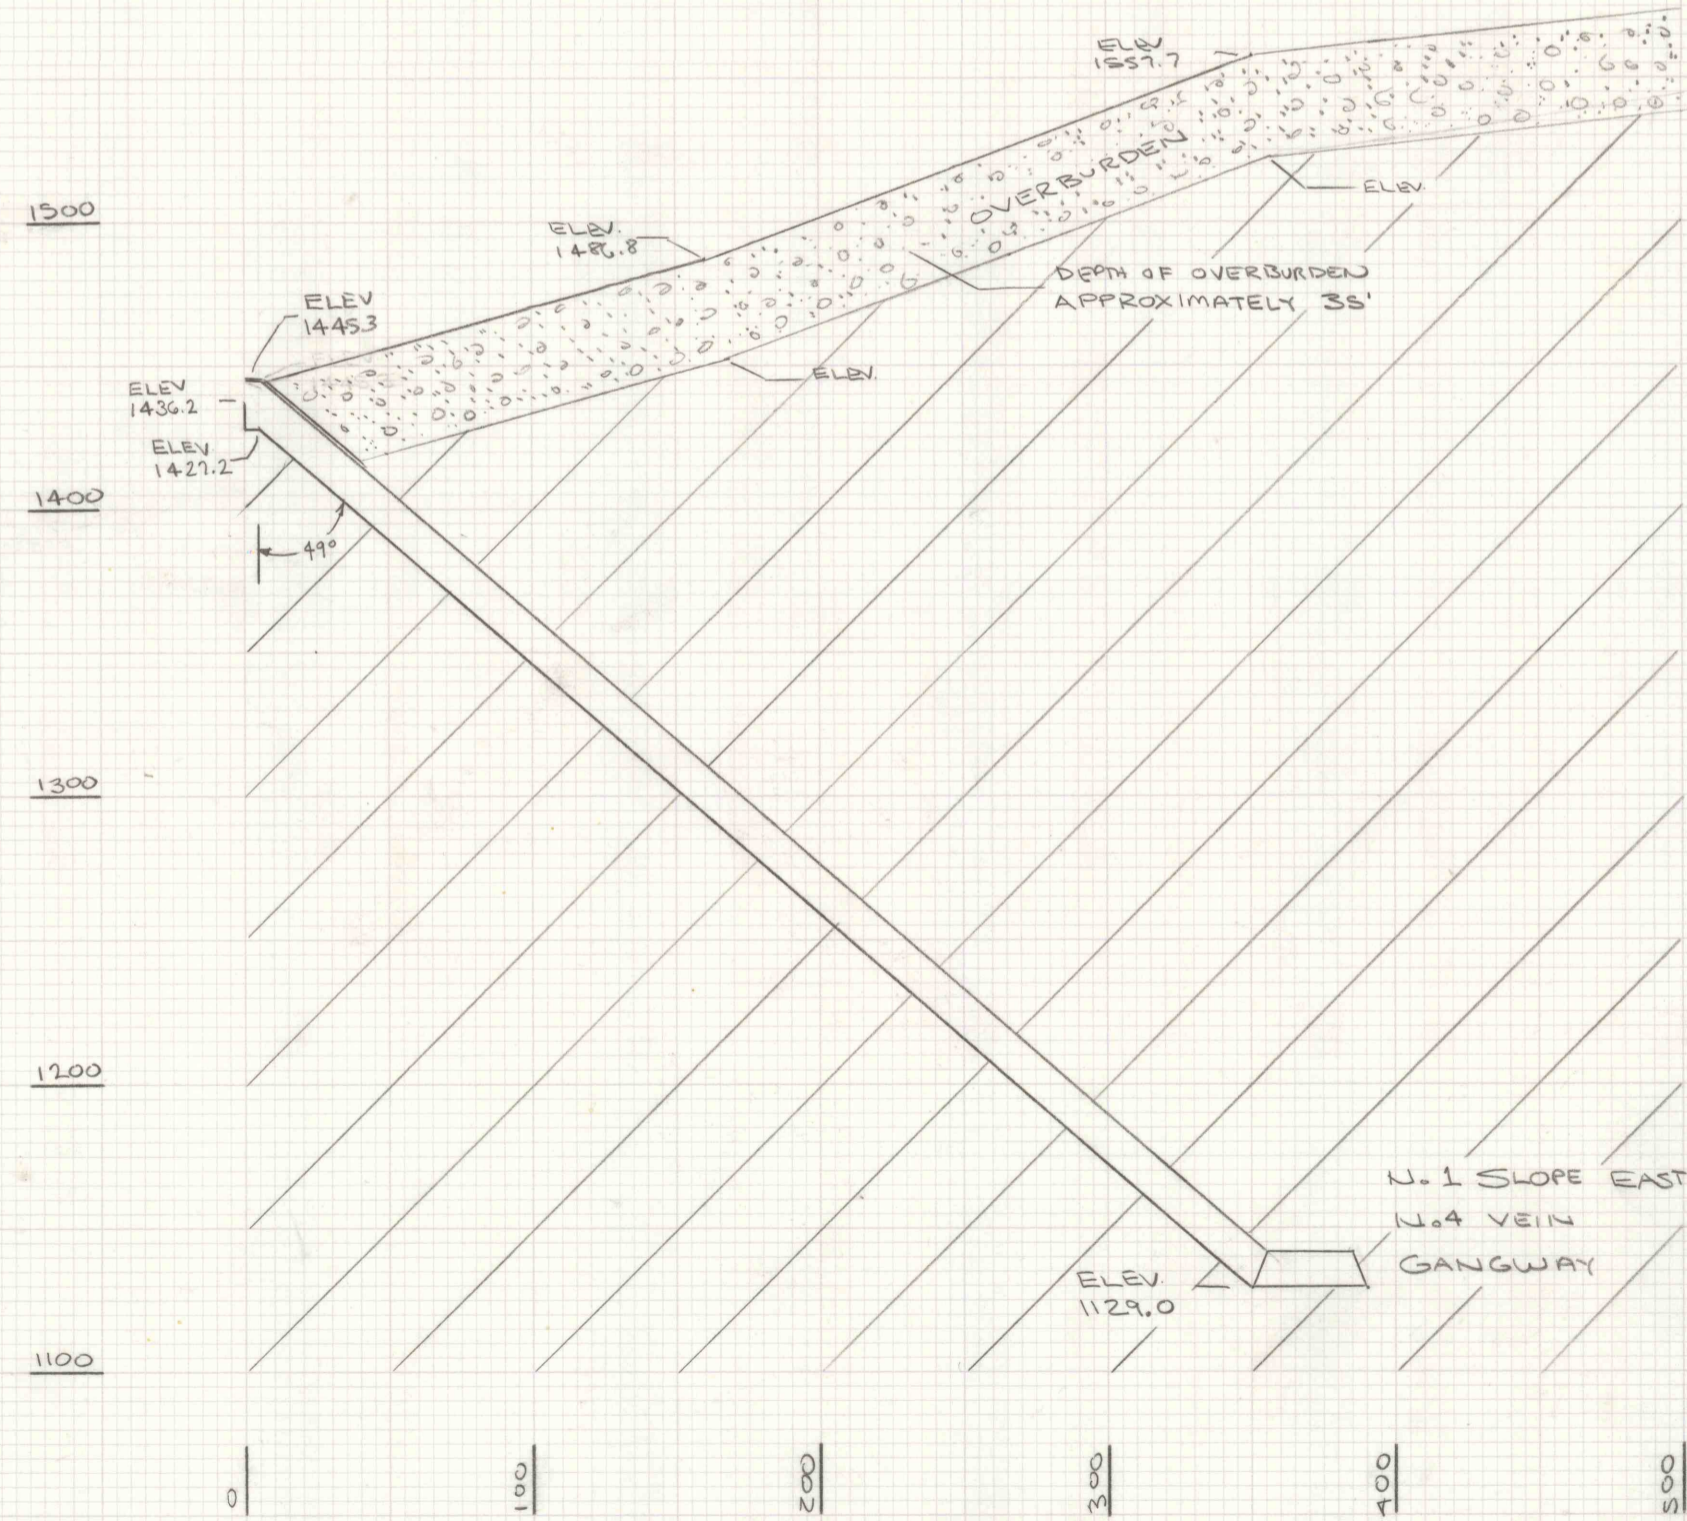 ELEV
1557.7
1500
ELEV.
1486.8
OVERBURDEN
ELEV.
DEPTH OF OVERBURDEN
APPROXIMATELY 35'
ELEV
1445.3
ELEV
1436.2
ELEV.
ELEV
1427.2
1400
49°
1300
1200
No. 1 SLOPE EAST
No.4 VEIN
GANGWAY
ELEV.
1129.0
1100
0
100
200
300
400
500